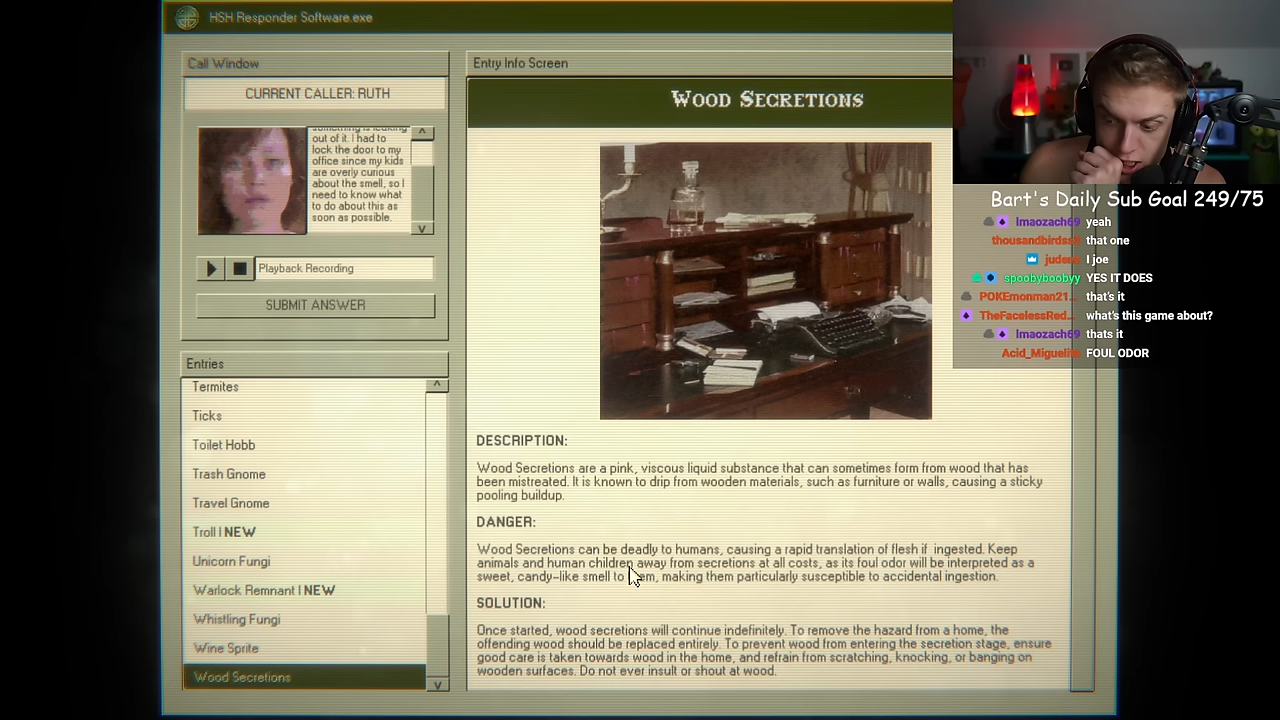 HSH Responder Software.exe
Call Window
CURRENT CALLER: RUTH
something is leaking
out of it. I had to
lock the door to my
office since my kids
are overly curious
about the smell, so I
need to know what
to do about this as
soon as possible.
Playback Recording
SUBMIT ANSWER
Entries
Termites
Ticks
Toilet Hobb
Trash Gnome
Travel Gnome
Troll | NEW
Unicorn Fungi
Warlock Remnant | NEW
Whistling Fungi
Wine Sprite
Wood Secretions
Entry Info Screen
WOOD SECRETIONS
DESCRIPTION:
Wood Secretions are a pink, viscous liquid substance that can sometimes form from wood that has
been mistreated. It is known to drip from wooden materials, such as furniture or walls, causing a sticky
pooling buildup.
DANGER:
Wood Secretions can be deadly to humans, causing a rapid translation of flesh if ingested. Keep
animals and human children away from secretions at all costs, as its foul odor will be interpreted as a
sweet, candy-like smell to them, making them particularly susceptible to accidental ingestion.
SOLUTION:
Once started, wood secretions will continue indefinitely. To remove the hazard from a home, the
offending wood should be replaced entirely. To prevent wood from entering the secretion stage, ensure
good care is taken towards wood in the home, and refrain from scratching, knocking, or banging on
wooden surfaces. Do not ever insult or shout at wood.
Bart's Daily Sub Goal 249/75
lmaozach69 yeah
that one
I joe
spoobyboobyy YES IT DOES
POKEmonman21... that's it
TheFacelessRed... what's this game about?
lmaozach69 thats it
FOUL ODOR